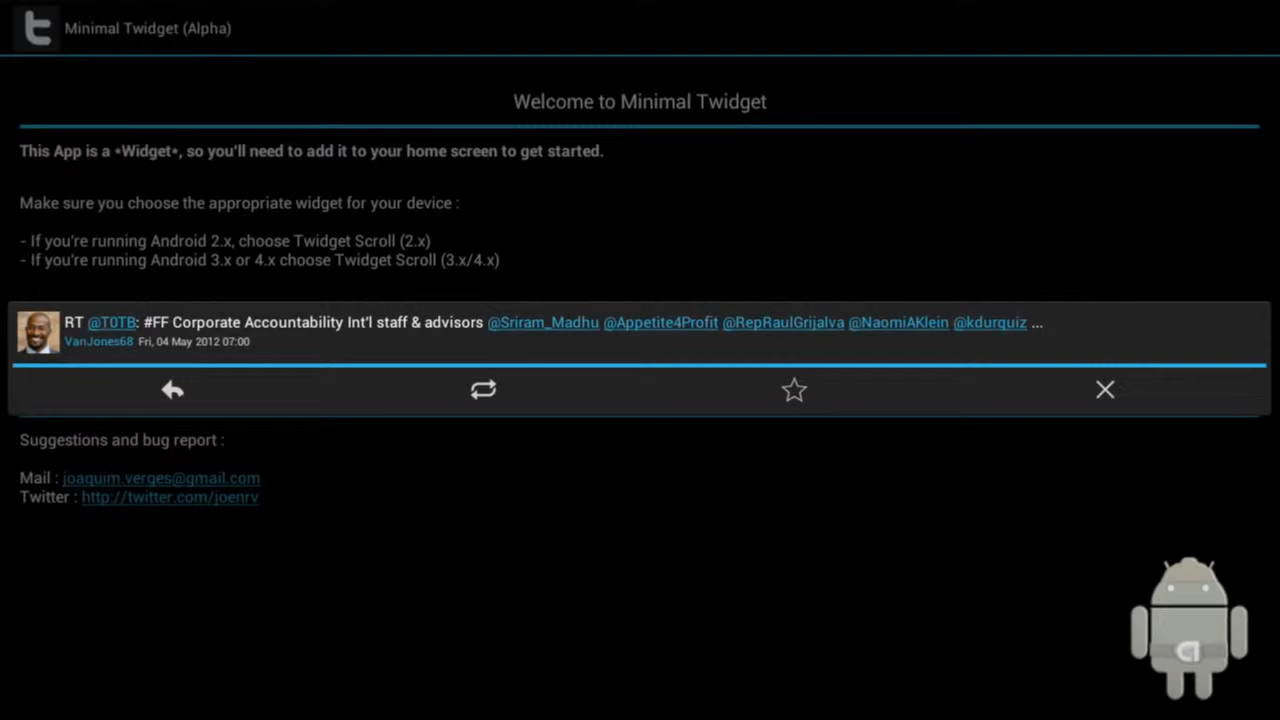 Minimal Twidget (Alpha)
Welcome to Minimal Twidget
This App is a *Widget*, so you'll need to add it to your home screen to get started.
Make sure you choose the appropriate widget for your device :
- If you're running Android 2.x, choose Twidget Scroll (2.x)
- If you're running Android 3.x or 4.x choose Twidget Scroll (3.x/4.x)
RT @T0TB: #FF Corporate Accountability Int'l staff & advisors @Sriram_Madhu @Appetite4Profit @RepRaulGrijalva @NaomiAKlein @kdurquiz ...
VanJones68 Fri, 04 May 2012 07:00
Suggestions and bug report :
Mail : joaquim.verges@gmail.com
Twitter : http://twitter.com/joenrv